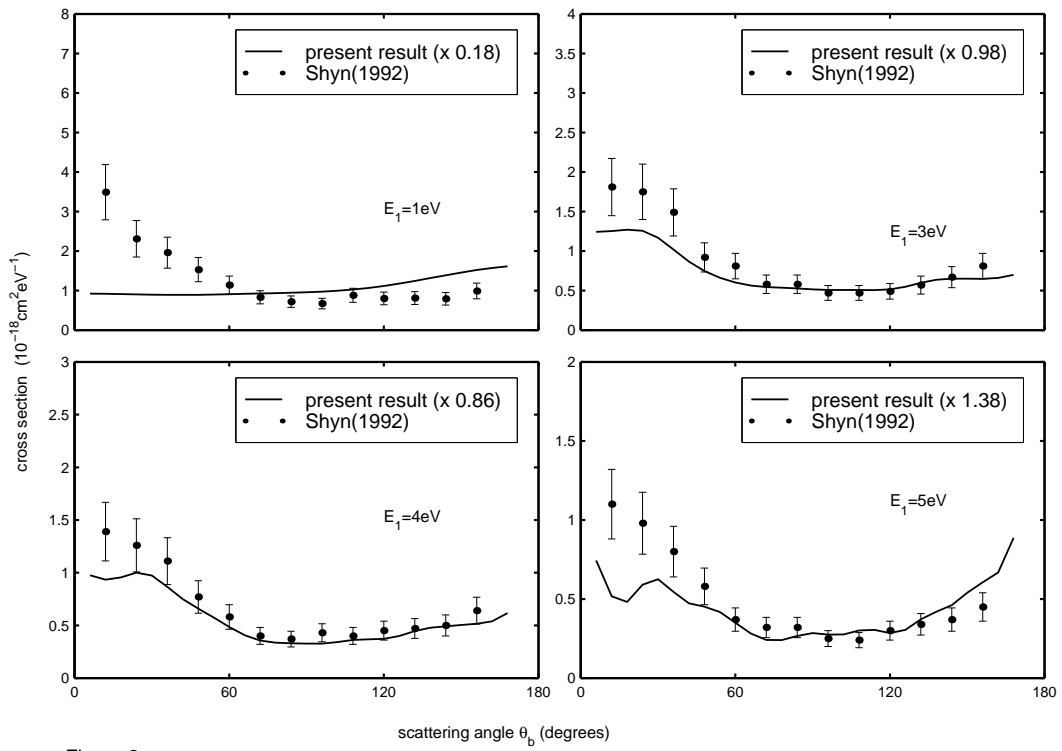 8
7
6
5
4
3
2
1
0
present result (x 0.18)
Shyn(1992)
E1=1eV
4
3.5
3
2.5
2
1.5
1
0.5
0
present result (x 0.98)
Shyn(1992)
E1=3eV
cross section (10−18cm2eV−1)
3
2.5
2
1.5
1
0.5
0
present result (x 0.86)
Shyn(1992)
E1=4eV
0 60 120 180
2
1.5
1
0.5
0
present result (x 1.38)
Shyn(1992)
E1=5eV
0 60 120 180
scattering angle θb (degrees)